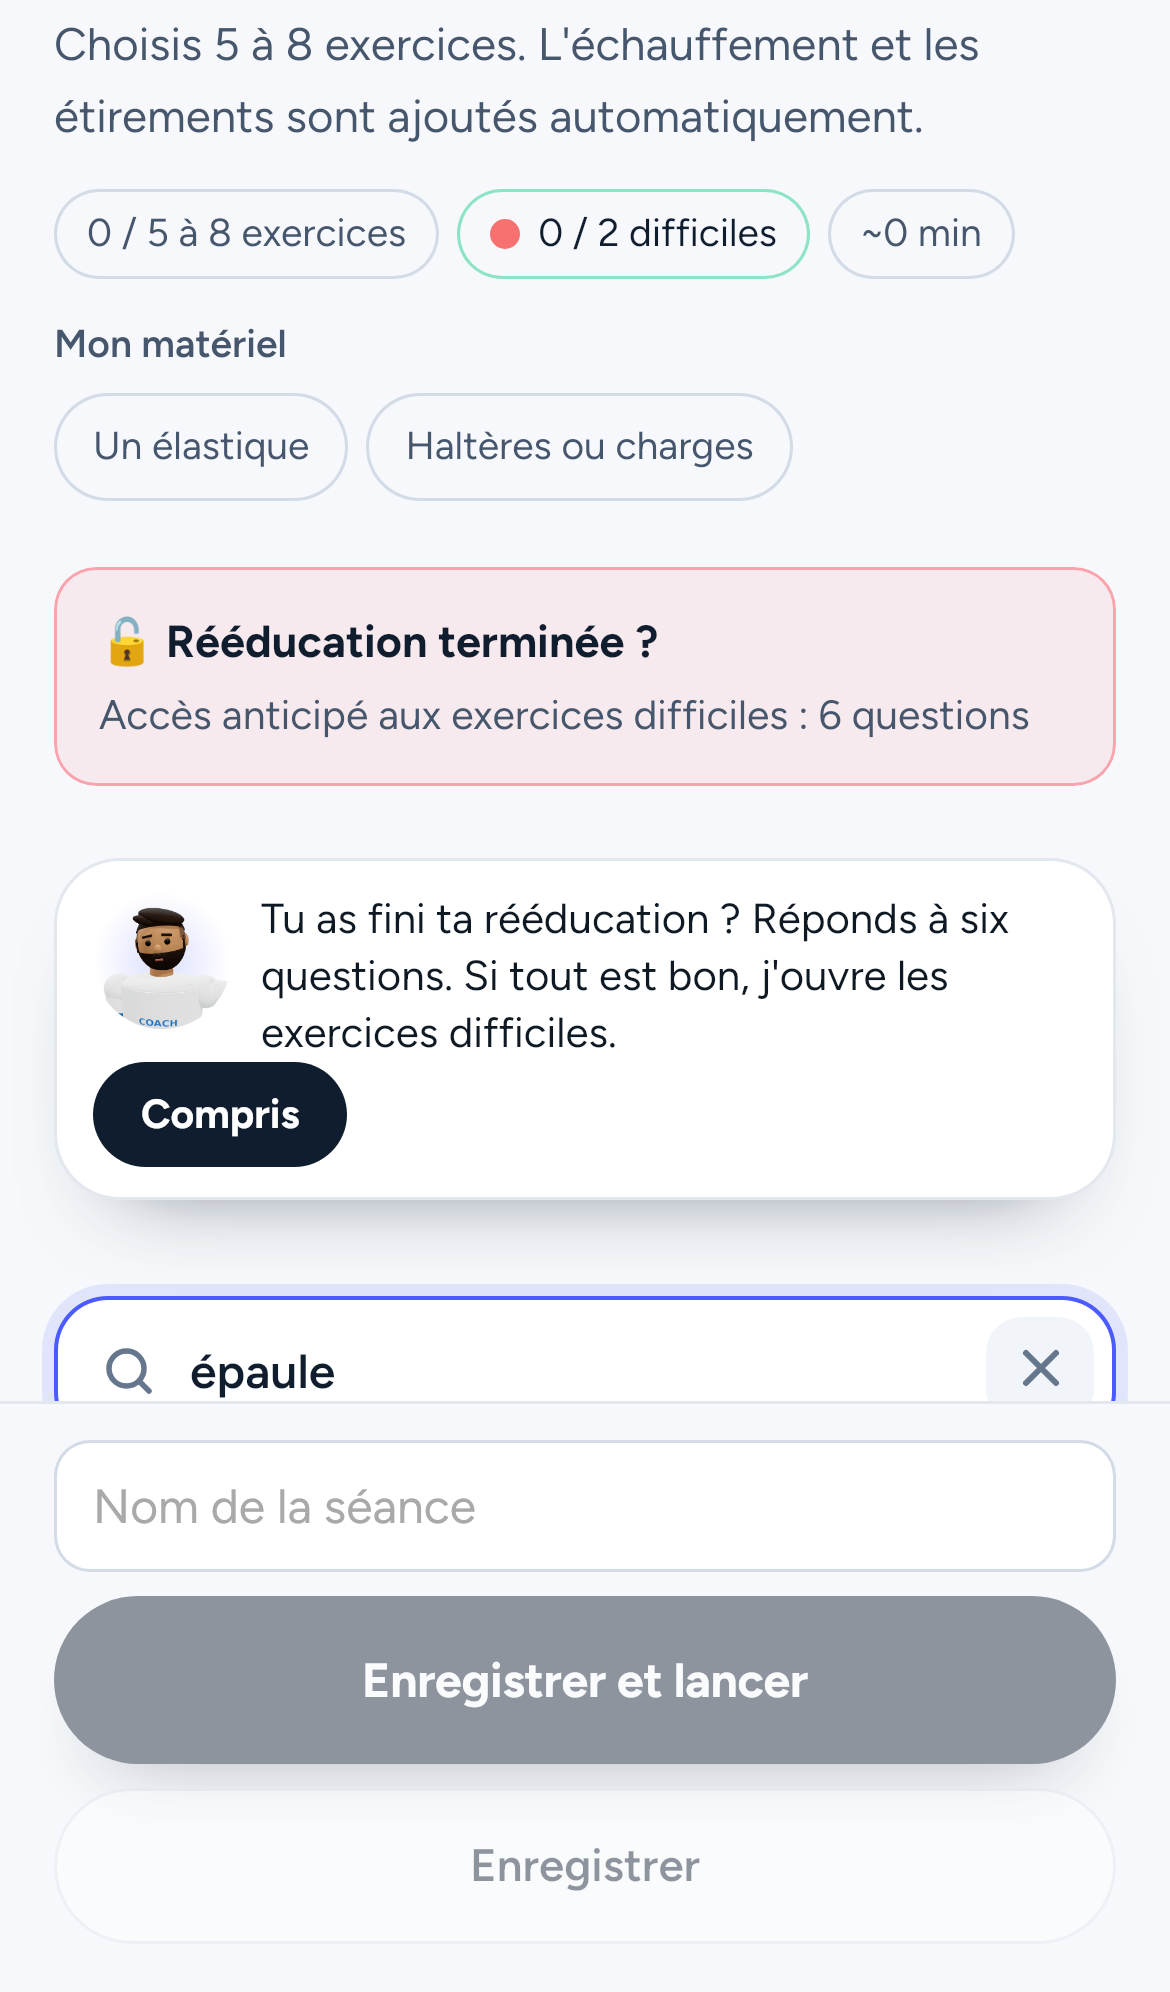 Choisis 5 à 8 exercices. L'échauffement et les
étirements sont ajoutés automatiquement.
0 / 5 à 8 exercices
0 / 2 difficiles
~0 min
Mon matériel
Un élastique
Haltères ou charges
🔓 Rééducation terminée ?
Accès anticipé aux exercices difficiles : 6 questions
Tu as fini ta rééducation ? Réponds à six
questions. Si tout est bon, j'ouvre les
exercices difficiles.
COACH
Compris
épaule
Nom de la séance
Enregistrer et lancer
Enregistrer